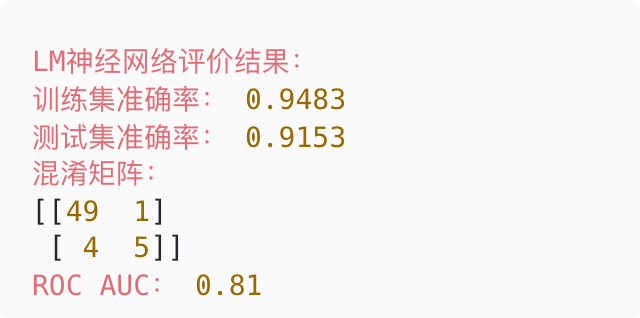 LM神经网络评价结果：
训练集准确率： 0.9483
测试集准确率： 0.9153
混淆矩阵：
[[49  1]
 [ 4  5]]
ROC AUC： 0.81